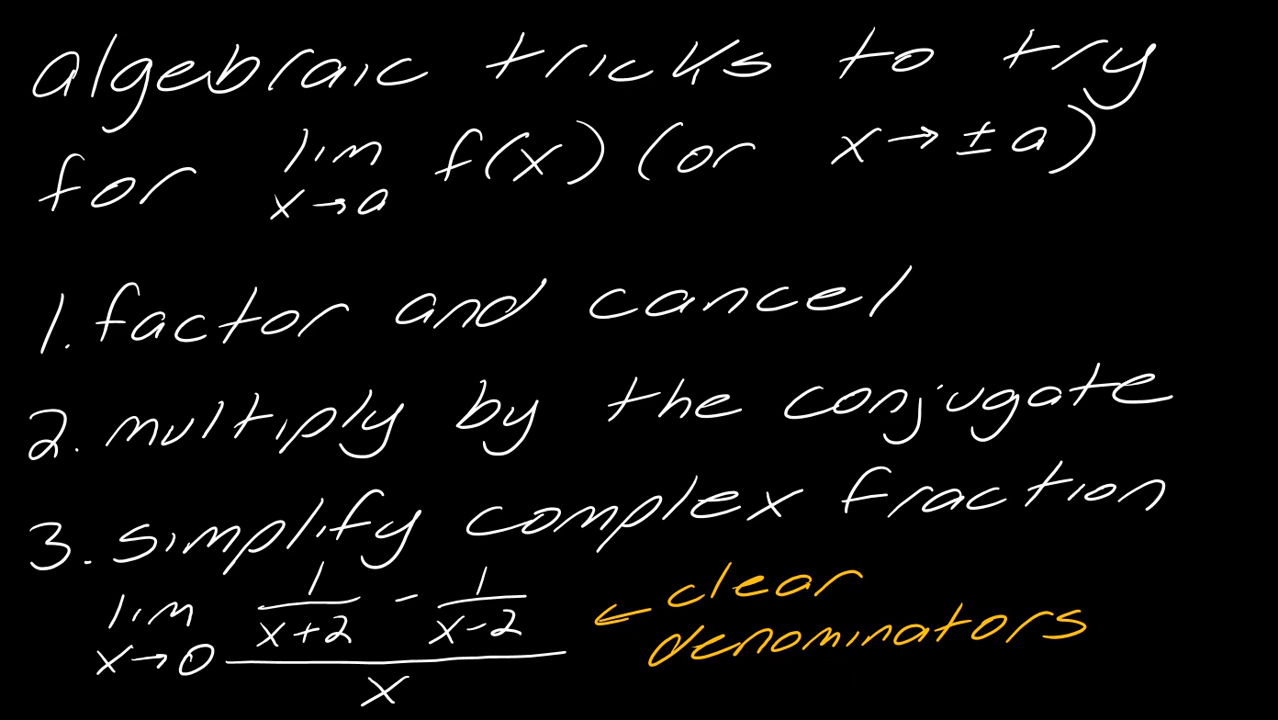 algebraic tricks to try
for lim x→a f(x) (or x→±a)
1. factor and cancel
2. multiply by the conjugate
3. simplify complex fraction
lim x→0 (1/(x+2) - 1/(x-2))/x ← clear
denominators